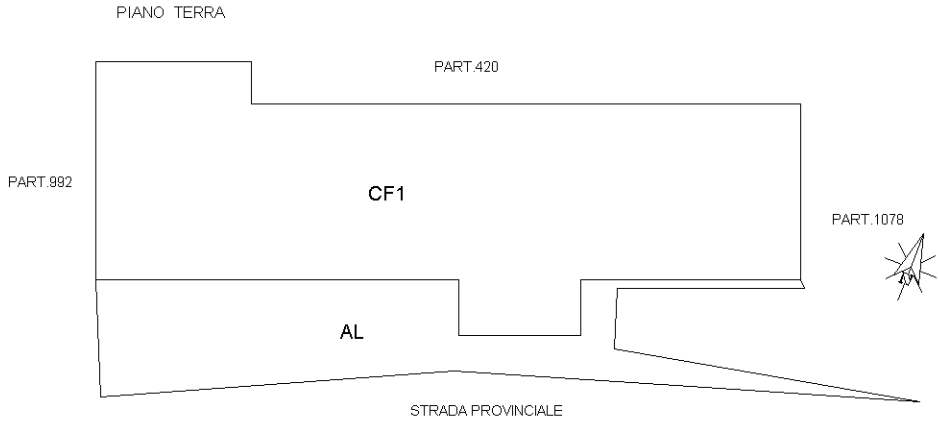 PIANO TERRA
PART.420
PART.992
CF1
PART.1078
N
AL
STRADA PROVINCIALE